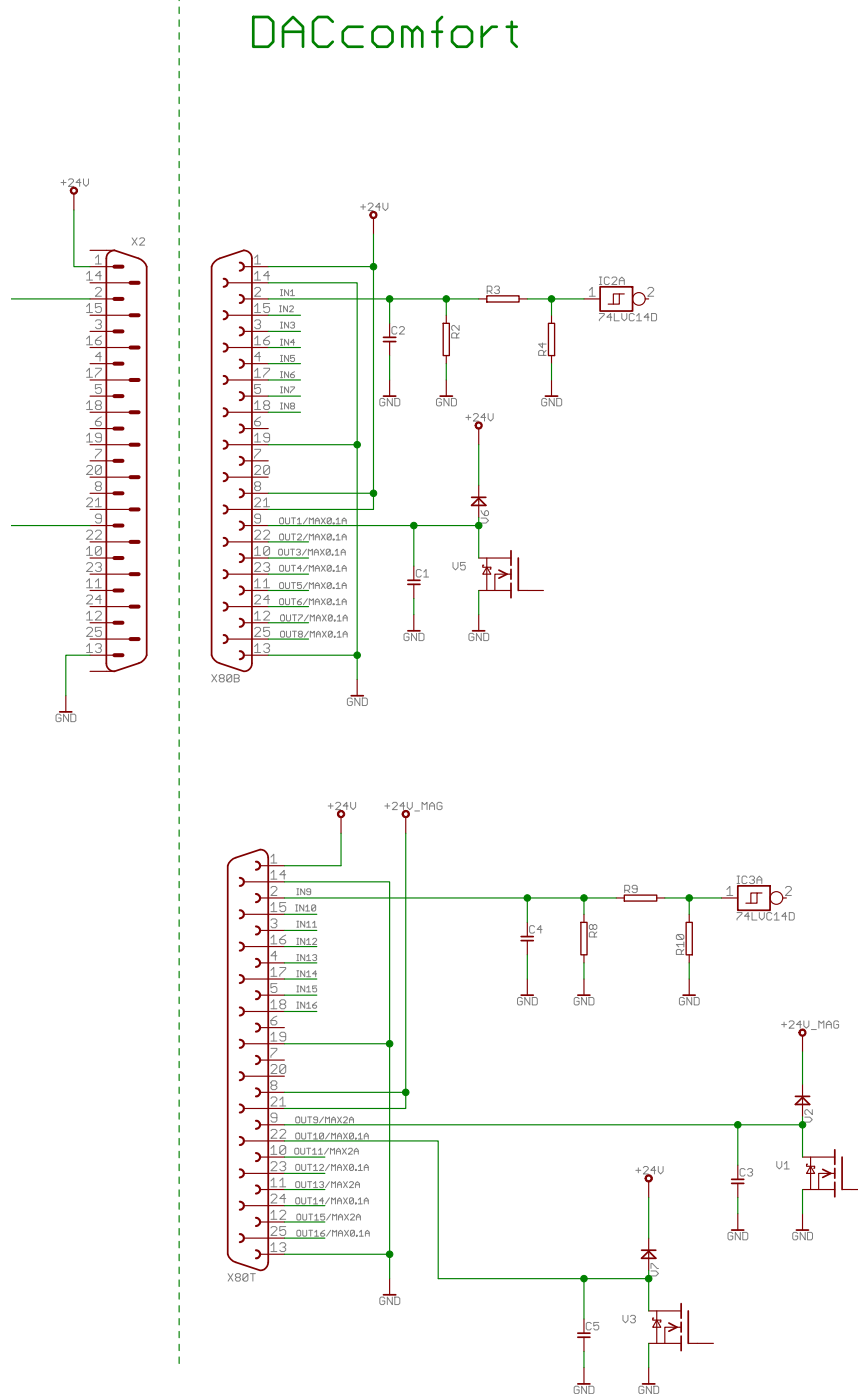 DACcomfort
+24V
X2
1
14
2
15
3
16
4
17
5
18
6
19
7
20
8
21
9
22
10
23
11
24
12
25
13
GND
+24V
1
14
2 IN1
15 IN2
3 IN3
16 IN4
4 IN5
17 IN6
5 IN7
18 IN8
6
19
7
20
8
21
9 OUT1/MAX0.1A
22 OUT2/MAX0.1A
10 OUT3/MAX0.1A
23 OUT4/MAX0.1A
11 OUT5/MAX0.1A
24 OUT6/MAX0.1A
12 OUT7/MAX0.1A
25 OUT8/MAX0.1A
13
X80B
GND
C2
GND
R2
GND
R3
R4
GND
IC2A
1 2
74LVC14D
+24V
V6
V5
C1
GND
GND
+24V
+24V_MAG
1
14
2 IN9
15 IN10
3 IN11
16 IN12
4 IN13
17 IN14
5 IN15
18 IN16
6
19
7
20
8
21
9 OUT9/MAX2A
22 OUT10/MAX0.1A
10 OUT11/MAX2A
23 OUT12/MAX0.1A
11 OUT13/MAX2A
24 OUT14/MAX0.1A
12 OUT15/MAX2A
25 OUT16/MAX0.1A
13
X80T
GND
C4
GND
R8
GND
R9
R10
GND
IC3A
1 2
74LVC14D
+24V_MAG
V2
V1
C3
GND
GND
+24V
V7
V3
C5
GND
GND